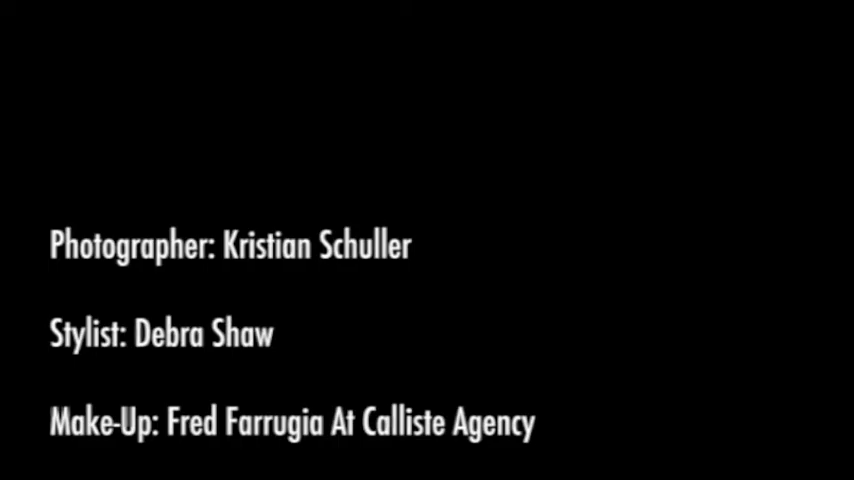 Photographer: Kristian Schuller
Stylist: Debra Shaw
Make-Up: Fred Farrugia At Calliste Agency